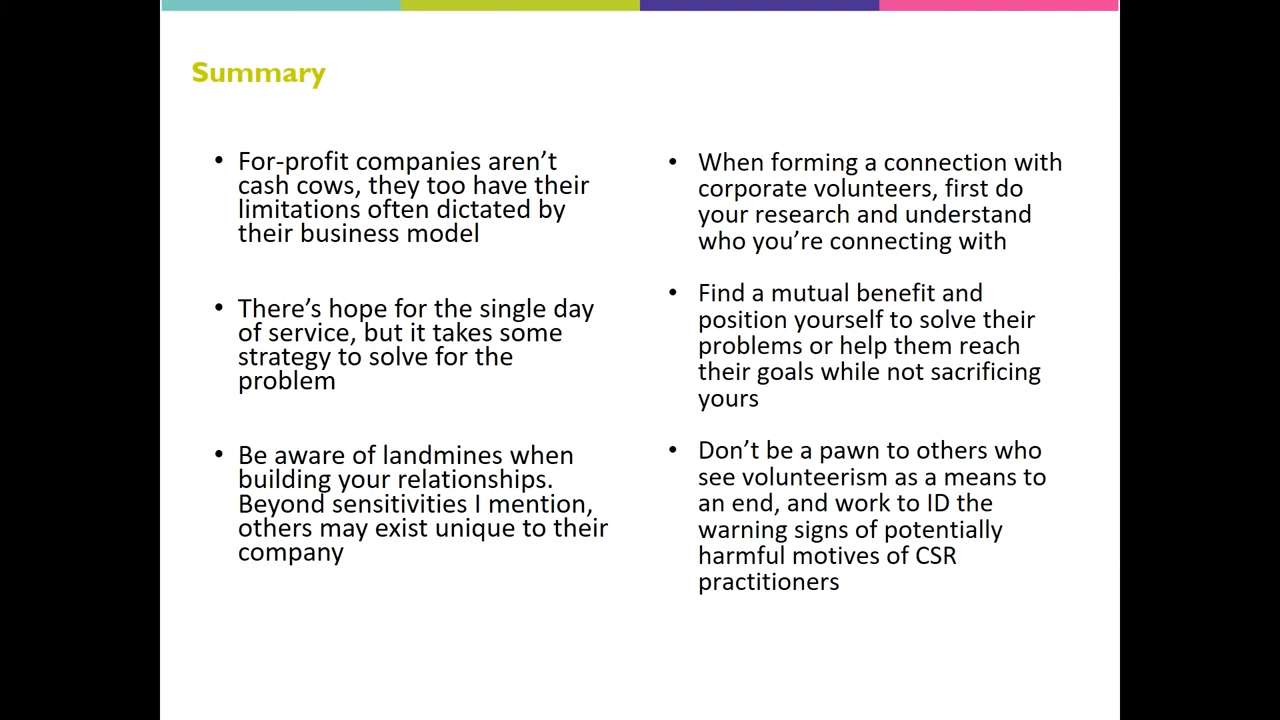 Summary
• For-profit companies aren’t
cash cows, they too have their
limitations often dictated by
their business model
• There’s hope for the single day
of service, but it takes some
strategy to solve for the
problem
• Be aware of landmines when
building your relationships.
Beyond sensitivities I mention,
others may exist unique to their
company
• When forming a connection with
corporate volunteers, first do
your research and understand
who you’re connecting with
• Find a mutual benefit and
position yourself to solve their
problems or help them reach
their goals while not sacrificing
yours
• Don’t be a pawn to others who
see volunteerism as a means to
an end, and work to ID the
warning signs of potentially
harmful motives of CSR
practitioners